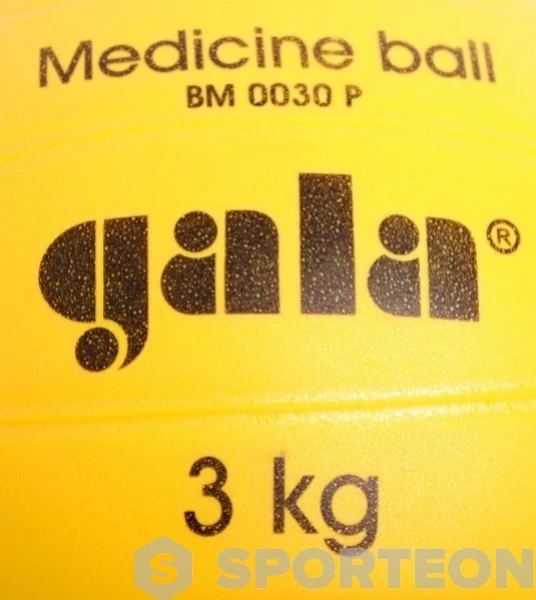 Medicine ball
BM 0030 P
gala®
3 kg
SPORTEON